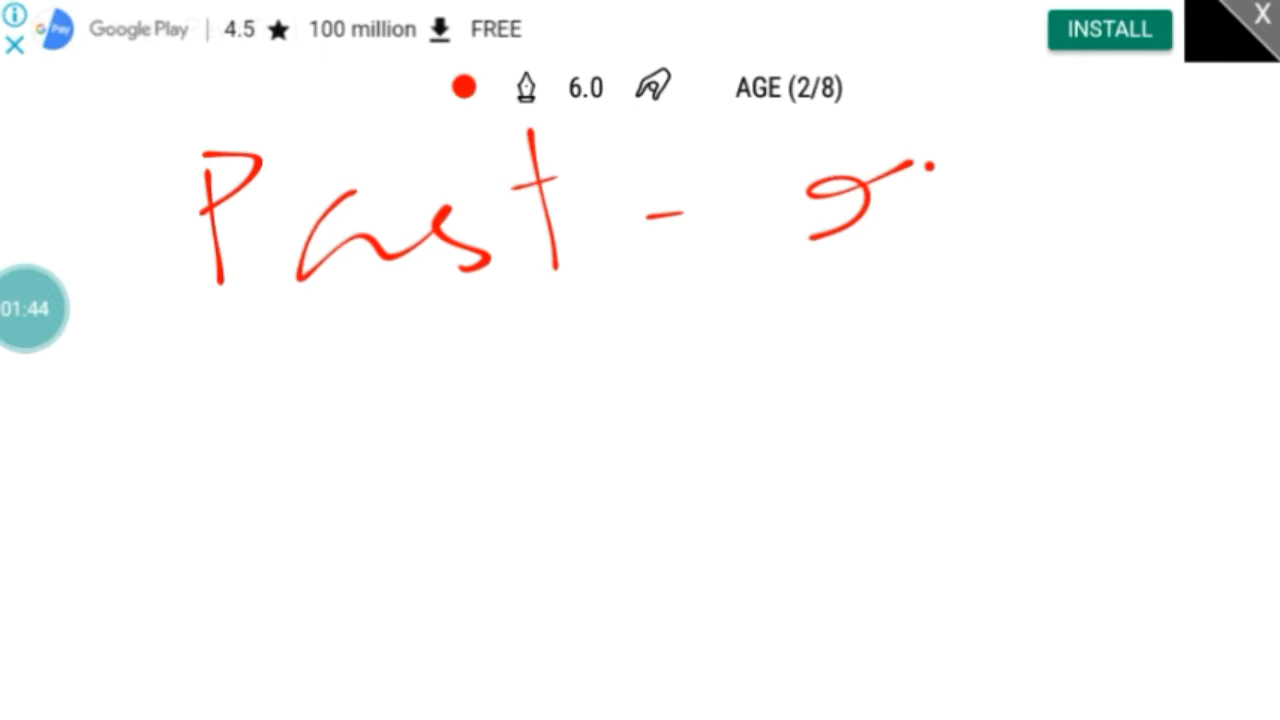 Google Play | 4.5 ★ 100 million FREE
INSTALL
X
6.0 AGE (2/8)
Past -
01:44